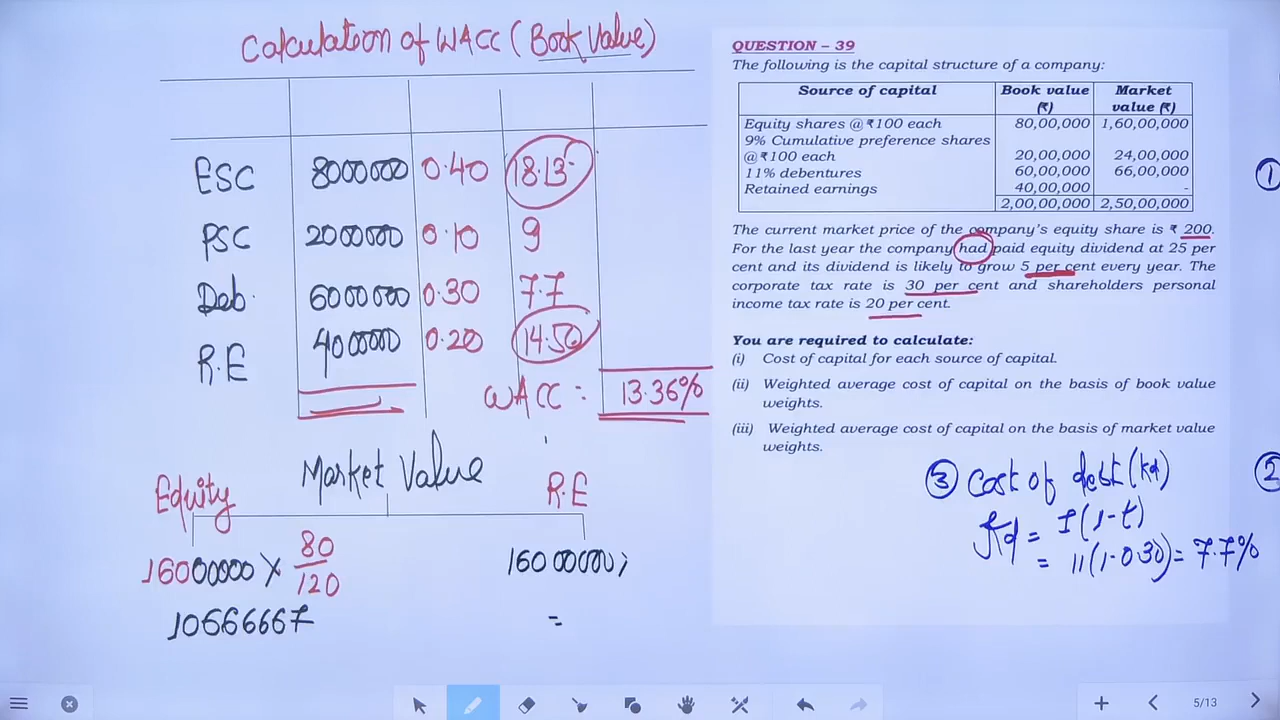 Calculation of WACC (Book Value)
ESC 8000000 0.40 18.13
PSC 2000000 0.10 9
Deb. 6000000 0.30 7.7
R.E 4000000 0.20 14.50
WACC = 13.36%
Market Value
Equity R.E
16000000 × 80/120 16000000
10666667 =
QUESTION – 39
The following is the capital structure of a company:
Source of capital Book value (₹) Market value (₹)
Equity shares @ ₹100 each 80,00,000 1,60,00,000
9% Cumulative preference shares
@ ₹100 each 20,00,000 24,00,000
11% debentures 60,00,000 66,00,000
Retained earnings 40,00,000 -
2,00,00,000 2,50,00,000
The current market price of the company's equity share is ₹ 200.
For the last year the company had paid equity dividend at 25 per
cent and its dividend is likely to grow 5 per cent every year. The
corporate tax rate is 30 per cent and shareholders personal
income tax rate is 20 per cent.
You are required to calculate:
(i) Cost of capital for each source of capital.
(ii) Weighted average cost of capital on the basis of book value
weights.
(iii) Weighted average cost of capital on the basis of market value
weights.
③ Cost of debt (kd)
Kd = I(1-t)
= 11(1-0.30) = 7.7%
①
②
5/13